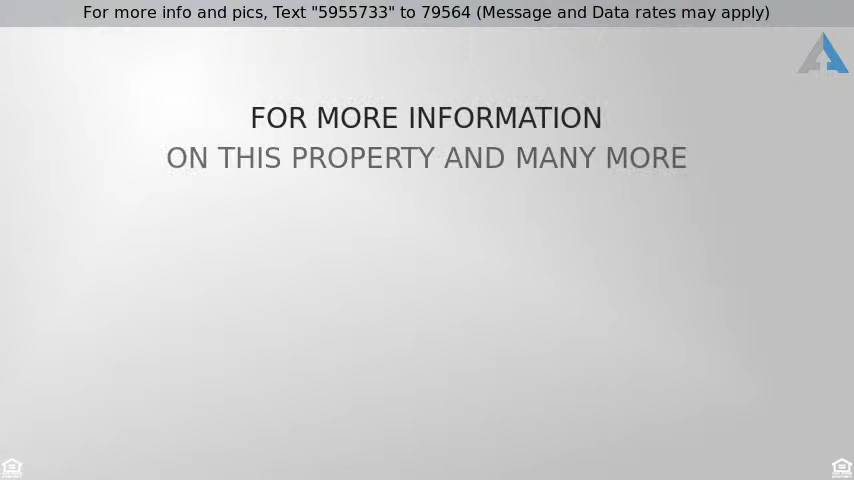 For more info and pics, Text "5955733" to 79564 (Message and Data rates may apply)
FOR MORE INFORMATION
ON THIS PROPERTY AND MANY MORE